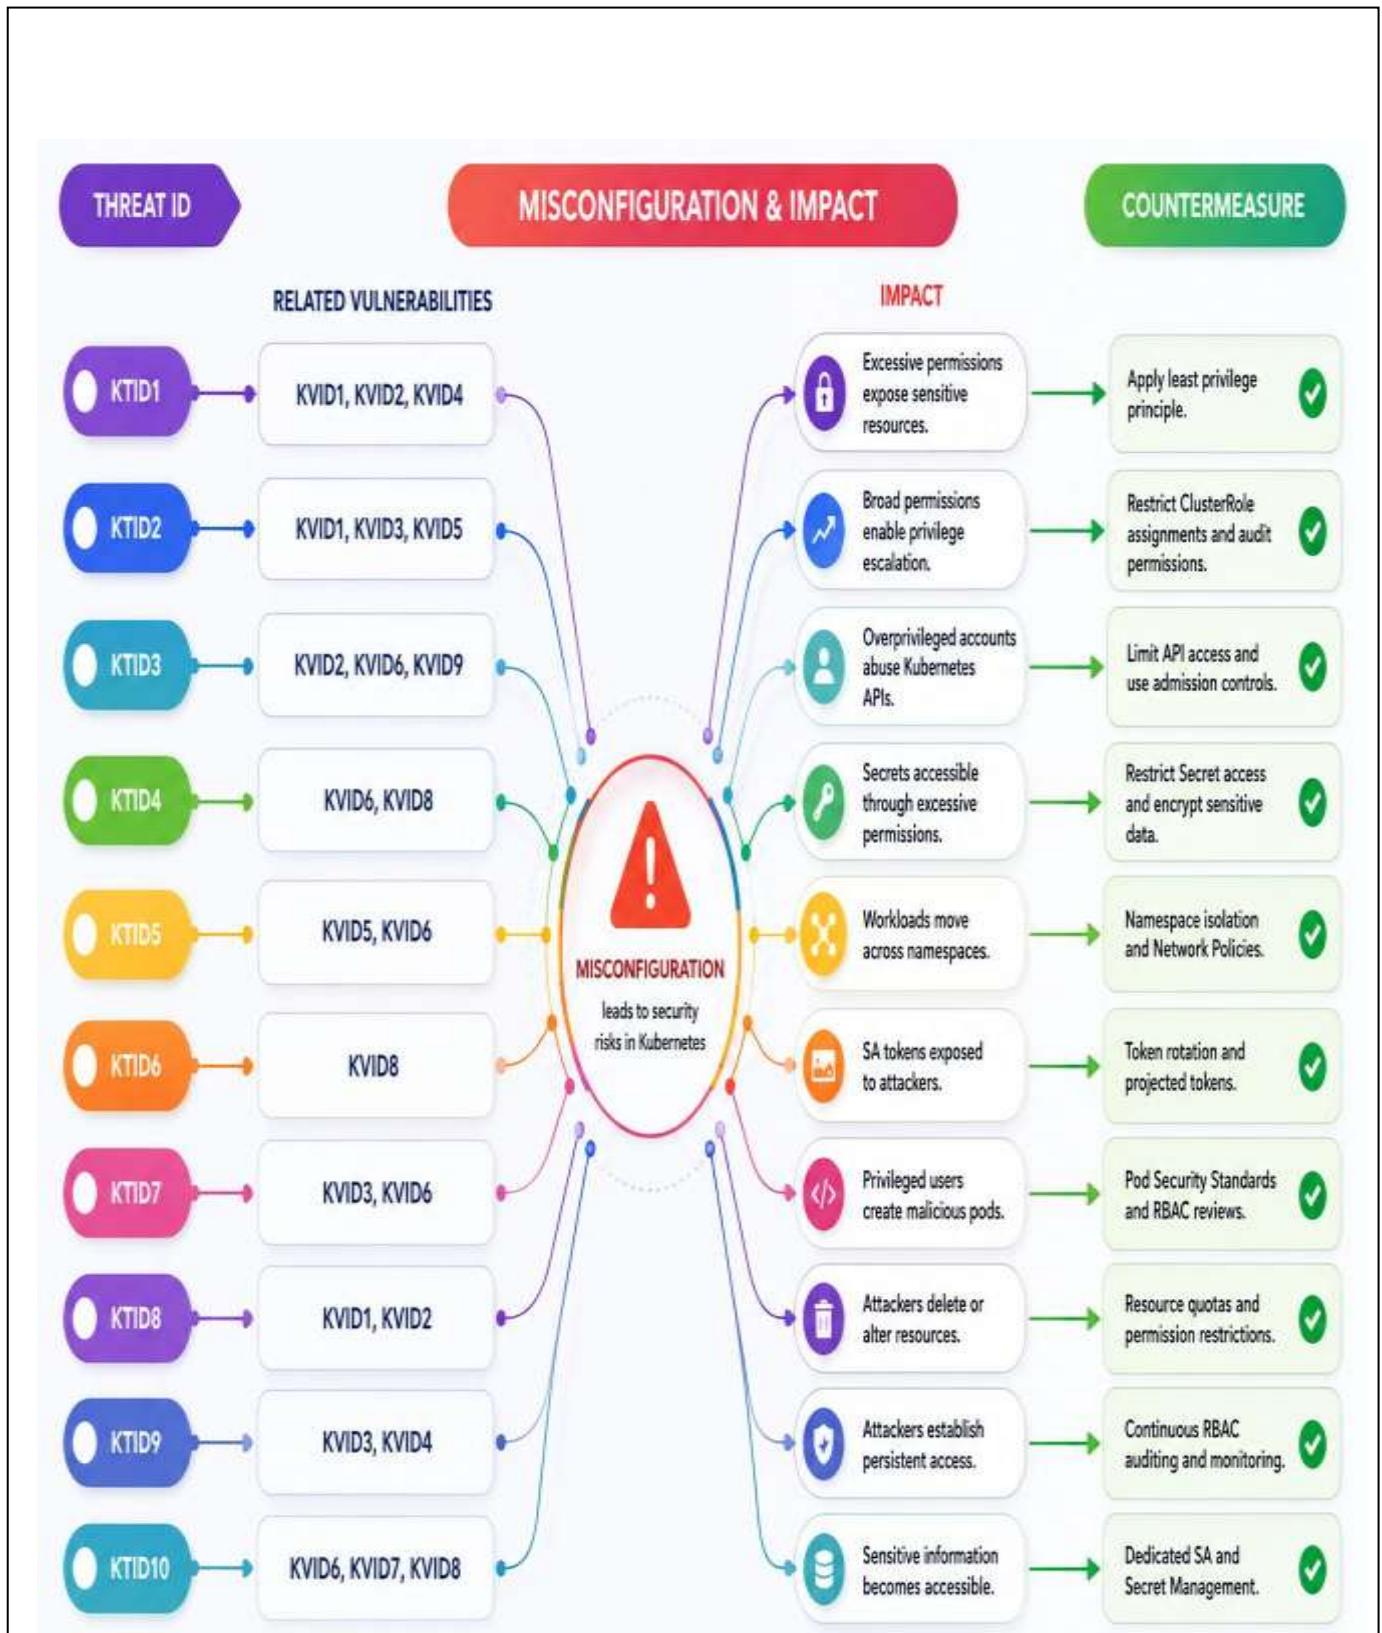 THREAT ID
MISCONFIGURATION & IMPACT
COUNTERMEASURE
RELATED VULNERABILITIES
IMPACT
KTID1
KVID1, KVID2, KVID4
Excessive permissions
expose sensitive
resources.
Apply least privilege
principle.
KTID2
KVID1, KVID3, KVID5
Broad permissions
enable privilege
escalation.
Restrict ClusterRole
assignments and audit
permissions.
KTID3
KVID2, KVID6, KVID9
Overprivileged accounts
abuse Kubernetes
APIs.
Limit API access and
use admission controls.
KTID4
KVID6, KVID8
Secrets accessible
through excessive
permissions.
Restrict Secret access
and encrypt sensitive
data.
MISCONFIGURATION
leads to security
risks in Kubernetes
KTID5
KVID5, KVID6
Workloads move
across namespaces.
Namespace isolation
and Network Policies.
KTID6
KVID8
SA tokens exposed
to attackers.
Token rotation and
projected tokens.
KTID7
KVID3, KVID6
Privileged users
create malicious pods.
Pod Security Standards
and RBAC reviews.
KTID8
KVID1, KVID2
Attackers delete or
alter resources.
Resource quotas and
permission restrictions.
KTID9
KVID3, KVID4
Attackers establish
persistent access.
Continuous RBAC
auditing and monitoring.
KTID10
KVID6, KVID7, KVID8
Sensitive information
becomes accessible.
Dedicated SA and
Secret Management.